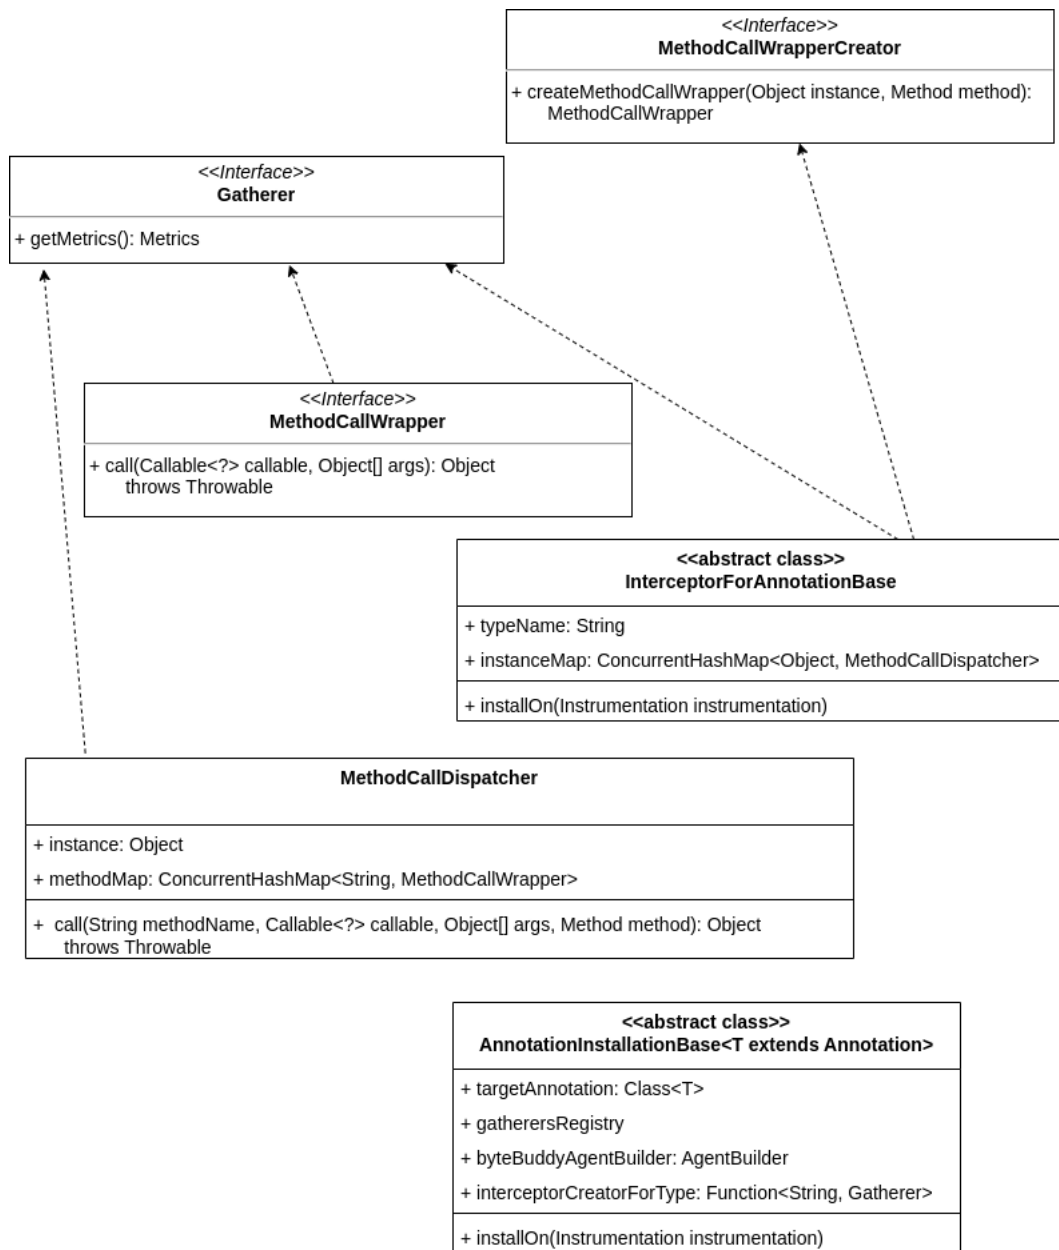 <<Interface>>
MethodCallWrapperCreator
+ createMethodCallWrapper(Object instance, Method method):
MethodCallWrapper
<<Interface>>
Gatherer
+ getMetrics(): Metrics
<<Interface>>
MethodCallWrapper
+ call(Callable<?> callable, Object[] args): Object
throws Throwable
<<abstract class>>
InterceptorForAnnotationBase
+ typeName: String
+ instanceMap: ConcurrentHashMap<Object, MethodCallDispatcher>
+ installOn(Instrumentation instrumentation)
MethodCallDispatcher
+ instance: Object
+ methodMap: ConcurrentHashMap<String, MethodCallWrapper>
+ call(String methodName, Callable<?> callable, Object[] args, Method method): Object
throws Throwable
<<abstract class>>
AnnotationInstallationBase<T extends Annotation>
+ targetAnnotation: Class<T>
+ gatherersRegistry
+ byteBuddyAgentBuilder: AgentBuilder
+ interceptorCreatorForType: Function<String, Gatherer>
+ installOn(Instrumentation instrumentation)